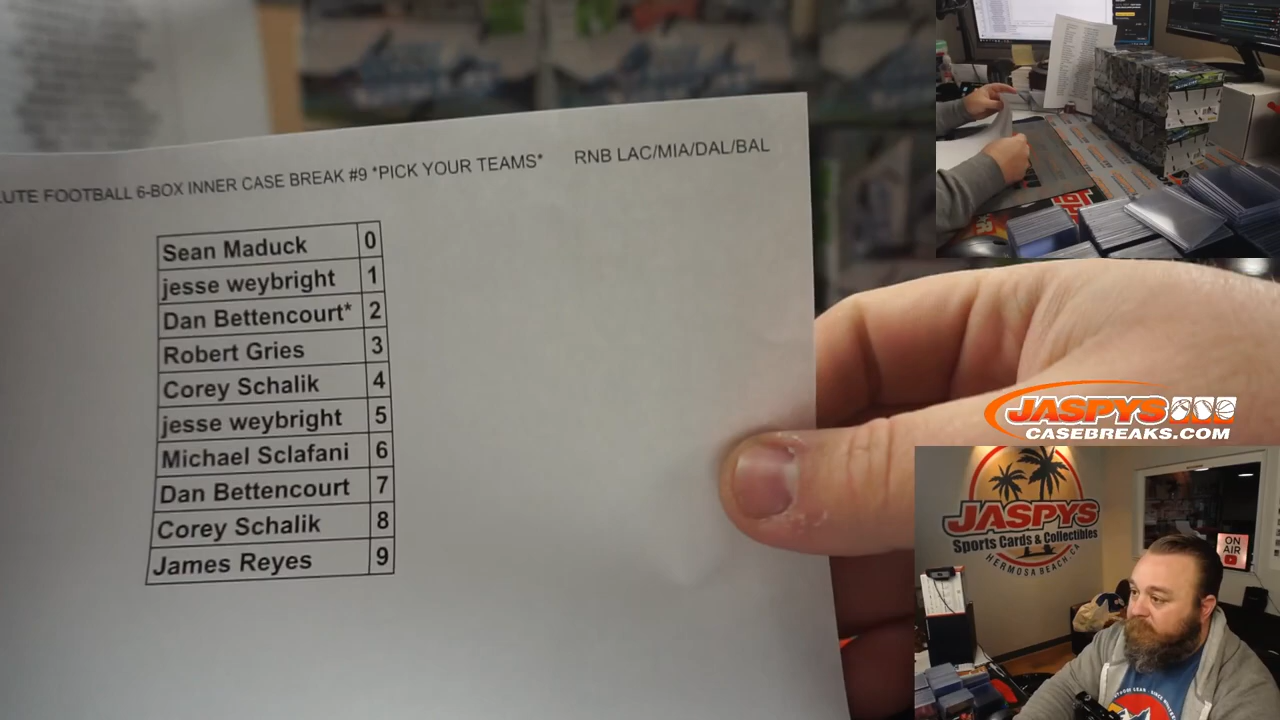 LUTE FOOTBALL 6-BOX INNER CASE BREAK #9 *PICK YOUR TEAMS* RNB LAC/MIA/DAL/BAL
Sean Maduck 0
jesse weybright 1
Dan Bettencourt* 2
Robert Gries 3
Corey Schalik 4
jesse weybright 5
Michael Sclafani 6
Dan Bettencourt 7
Corey Schalik 8
James Reyes 9
JASPYS
CASEBREAKS.COM
JASPYS
Sports Cards & Collectibles
HERMOSA BEACH, CA
ON
AIR